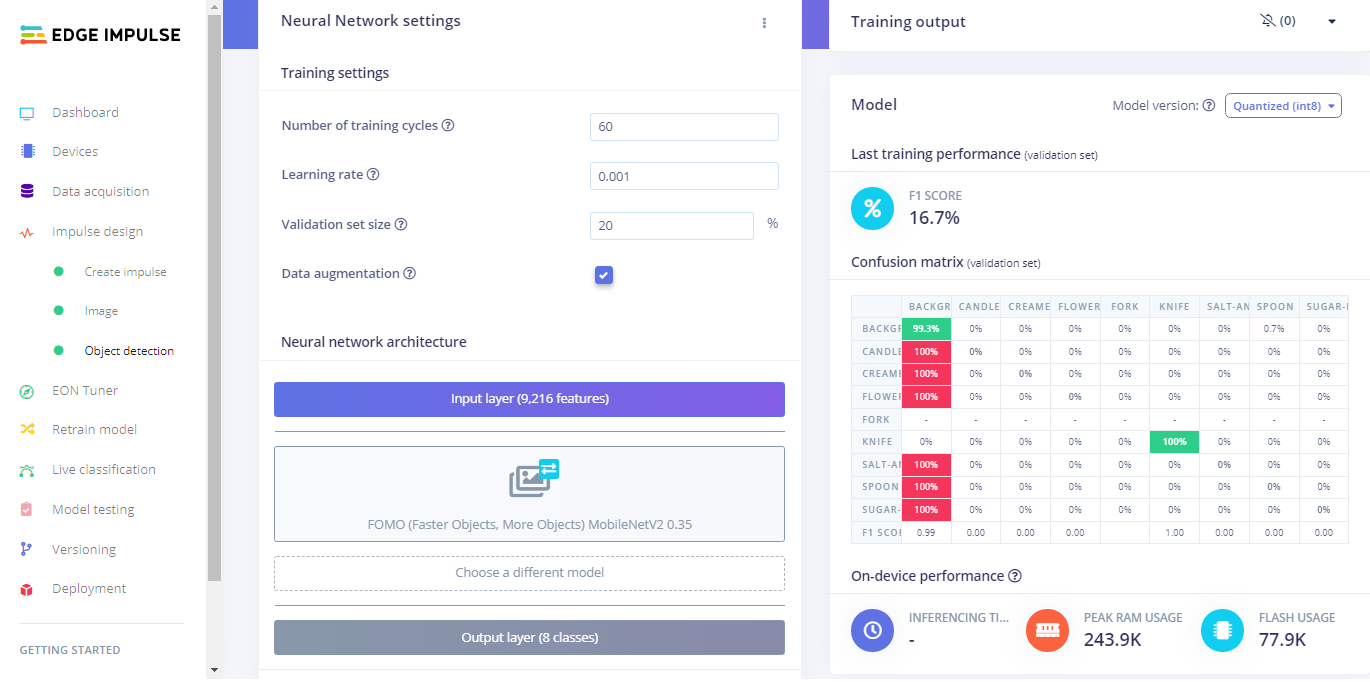 EDGE IMPULSE
Dashboard
Devices
Data acquisition
Impulse design
Create impulse
Image
Object detection
EON Tuner
Retrain model
Live classification
Model testing
Versioning
Deployment
GETTING STARTED
Neural Network settings
Training settings
Number of training cycles ?
60
Learning rate ?
0.001
Validation set size ?
20 %
Data augmentation ?
Neural network architecture
Input layer (9,216 features)
FOMO (Faster Objects, More Objects) MobileNetV2 0.35
Choose a different model
Output layer (8 classes)
Training output
(0)
Model
Model version: ? Quantized (int8)
Last training performance (validation set)
%
F1 SCORE
16.7%
Confusion matrix (validation set)
BACKGR CANDLE CREAME FLOWER FORK KNIFE SALT-AN SPOON SUGAR-
BACKGR 99.3% 0% 0% 0% 0% 0% 0% 0.7% 0%
CANDLE 100% 0% 0% 0% 0% 0% 0% 0% 0%
CREAME 100% 0% 0% 0% 0% 0% 0% 0% 0%
FLOWER 100% 0% 0% 0% 0% 0% 0% 0% 0%
FORK - - - - - - - - -
KNIFE 0% 0% 0% 0% 0% 100% 0% 0% 0%
SALT-AN 100% 0% 0% 0% 0% 0% 0% 0% 0%
SPOON 100% 0% 0% 0% 0% 0% 0% 0% 0%
SUGAR- 100% 0% 0% 0% 0% 0% 0% 0% 0%
F1 SCOR 0.99 0.00 0.00 0.00 1.00 0.00 0.00 0.00
On-device performance ?
INFERENCING TI...
-
PEAK RAM USAGE
243.9K
FLASH USAGE
77.9K